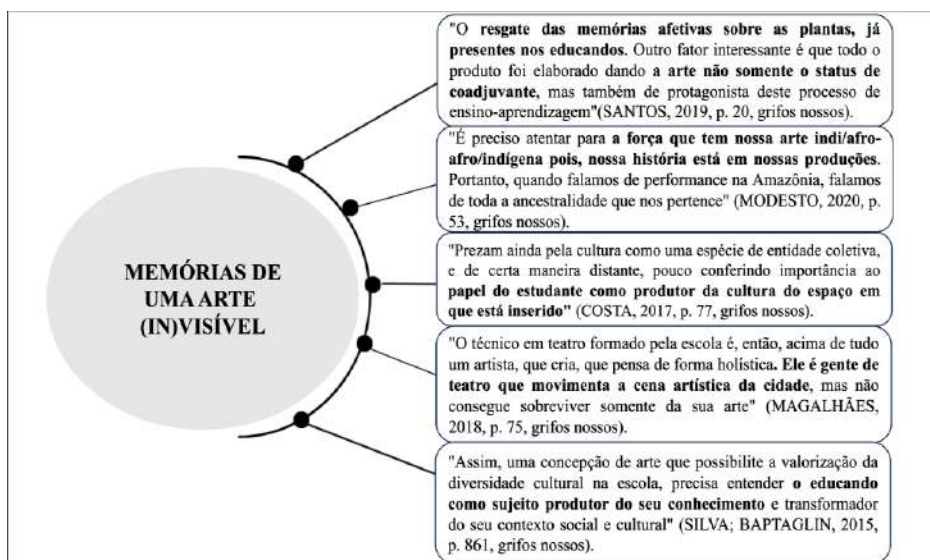 "O resgate das memórias afetivas sobre as plantas, já
presentes nos educandos. Outro fator interessante é que todo o
produto foi elaborado dando a arte não somente o status de
coadjuvante, mas também de protagonista deste processo de
ensino-aprendizagem"(SANTOS, 2019, p. 20, grifos nossos).
"É preciso atentar para a força que tem nossa arte indi/afro-
afro/indígena pois, nossa história está em nossas produções.
Portanto, quando falamos de performance na Amazônia, falamos
de toda a ancestralidade que nos pertence" (MODESTO, 2020, p.
53, grifos nossos).
MEMÓRIAS DE
UMA ARTE
(IN)VISÍVEL
"Prezam ainda pela cultura como uma espécie de entidade coletiva,
e de certa maneira distante, pouco conferindo importância ao
papel do estudante como produtor da cultura do espaço em
que está inserido" (COSTA, 2017, p. 77, grifos nossos).
"O técnico em teatro formado pela escola é, então, acima de tudo
um artista, que cria, que pensa de forma holística. Ele é gente de
teatro que movimenta a cena artística da cidade, mas não
consegue sobreviver somente da sua arte" (MAGALHÃES,
2018, p. 75, grifos nossos).
"Assim, uma concepção de arte que possibilite a valorização da
diversidade cultural na escola, precisa entender o educando
como sujeito produtor do seu conhecimento e transformador
do seu contexto social e cultural" (SILVA; BAPTAGLIN, 2015,
p. 861, grifos nossos).